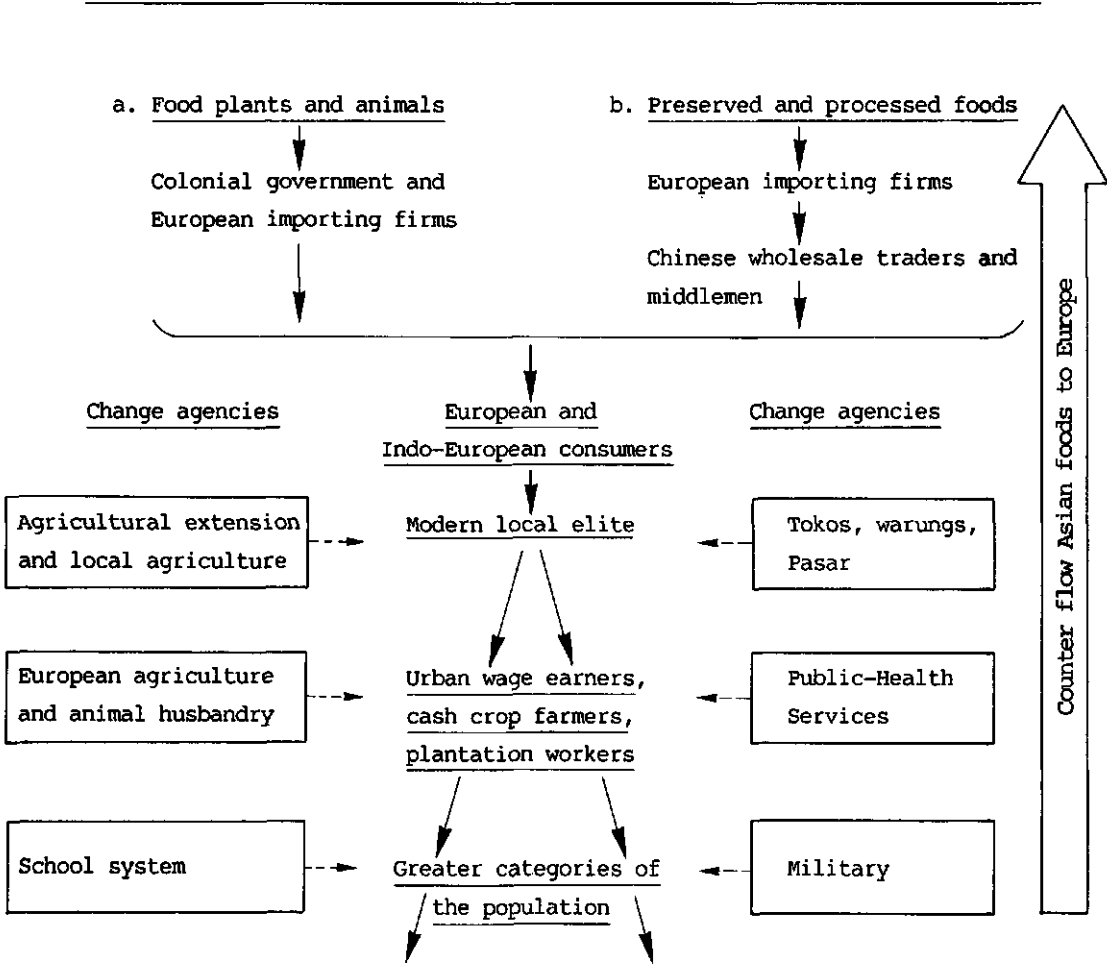 a. Food plants and animals
b. Preserved and processed foods
Colonial government and
European importing firms
European importing firms
Chinese wholesale traders and
middlemen
Change agencies
European and
Indo-European consumers
Change agencies
Agricultural extension
and local agriculture
Modern local elite
Tokos, warungs,
Pasar
European agriculture
and animal husbandry
Urban wage earners,
cash crop farmers,
plantation workers
Public-Health
Services
School system
Greater categories of
the population
Military
Counter flow Asian foods to Europe